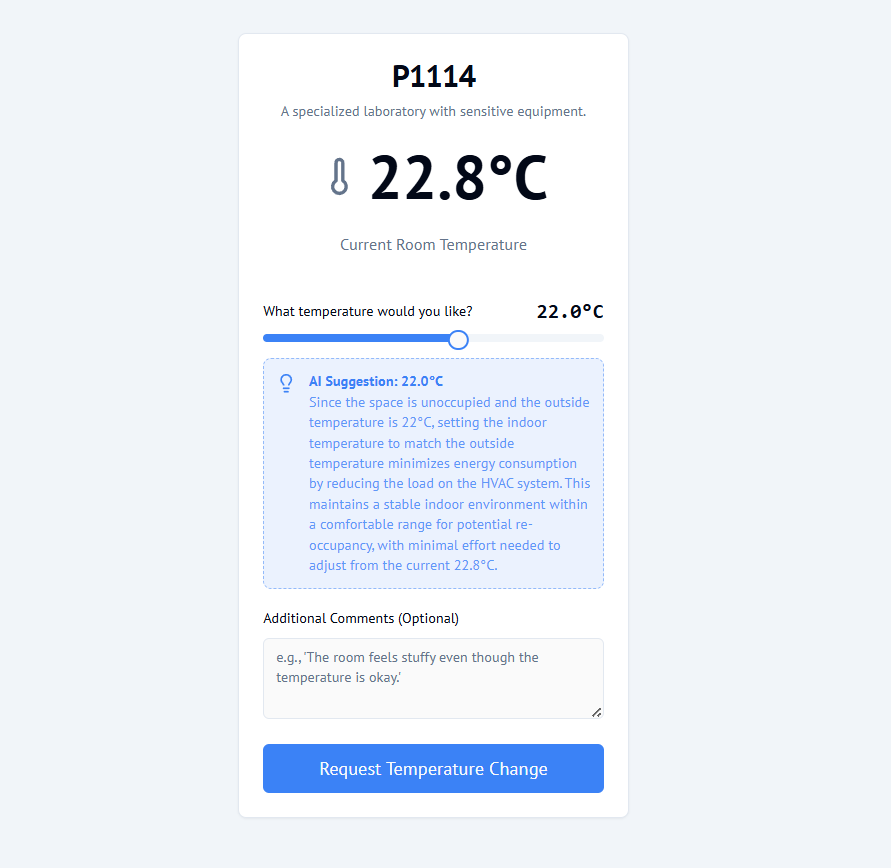 P1114
A specialized laboratory with sensitive equipment.
22.8°C
Current Room Temperature
What temperature would you like?
22.0°C
AI Suggestion: 22.0°C
Since the space is unoccupied and the outside
temperature is 22°C, setting the indoor
temperature to match the outside
temperature minimizes energy consumption
by reducing the load on the HVAC system. This
maintains a stable indoor environment within
a comfortable range for potential re-
occupancy, with minimal effort needed to
adjust from the current 22.8°C.
Additional Comments (Optional)
e.g., 'The room feels stuffy even though the
temperature is okay.'
Request Temperature Change